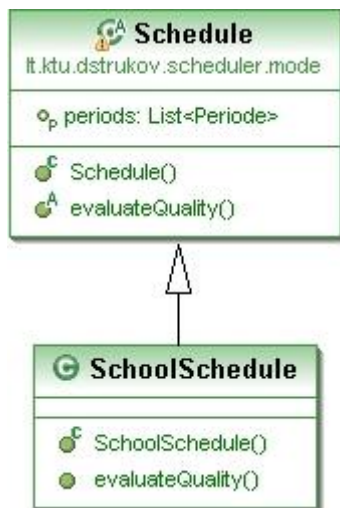 Schedule
lt.ktu.dstrukov.scheduler.mode
periods: List<Periode>
Schedule()
evaluateQuality()
SchoolSchedule
SchoolSchedule()
evaluateQuality()